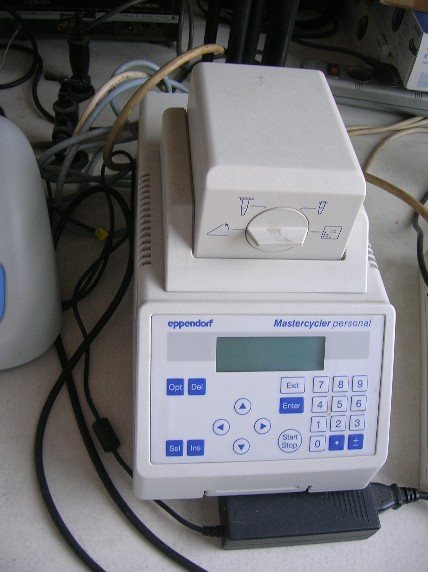 eppendorf Mastercycler personal
Opt Del Exit 7 8 9
Enter 4 5 6
1 2 3
Sel Ins Start Stop 0 • ±